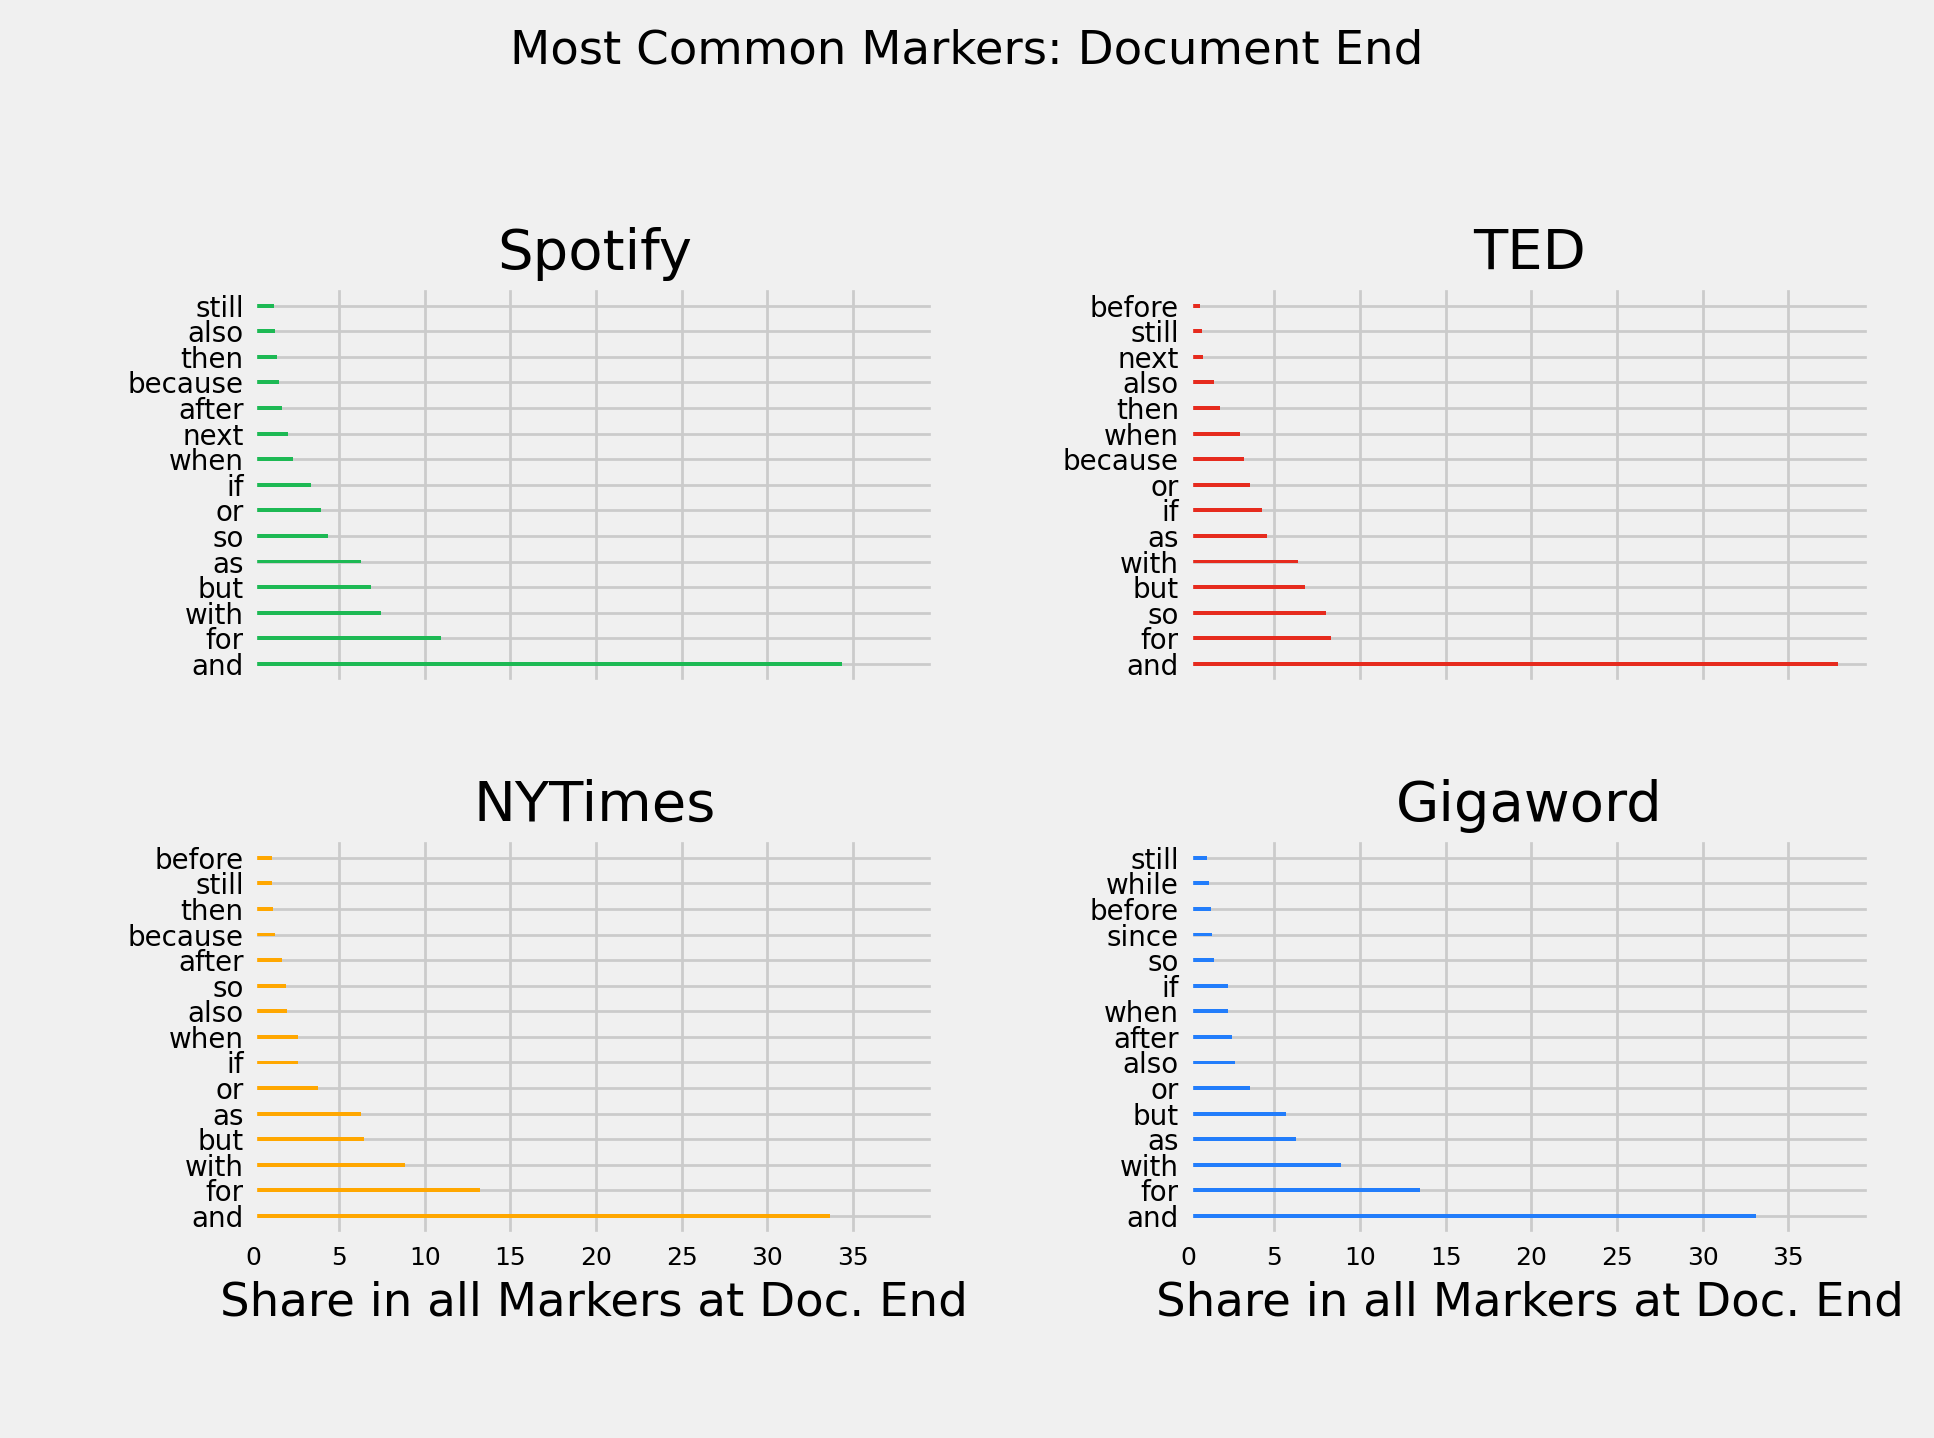 Most Common Markers: Document End
Spotify
still
also
then
because
after
next
when
if
or
so
as
but
with
for
and
TED
before
still
next
also
then
when
because
or
if
as
with
but
so
for
and
NYTimes
before
still
then
because
after
so
also
when
if
or
as
but
with
for
and
0 5 10 15 20 25 30 35
Share in all Markers at Doc. End
Gigaword
still
while
before
since
so
if
when
after
also
or
but
as
with
for
and
0 5 10 15 20 25 30 35
Share in all Markers at Doc. End